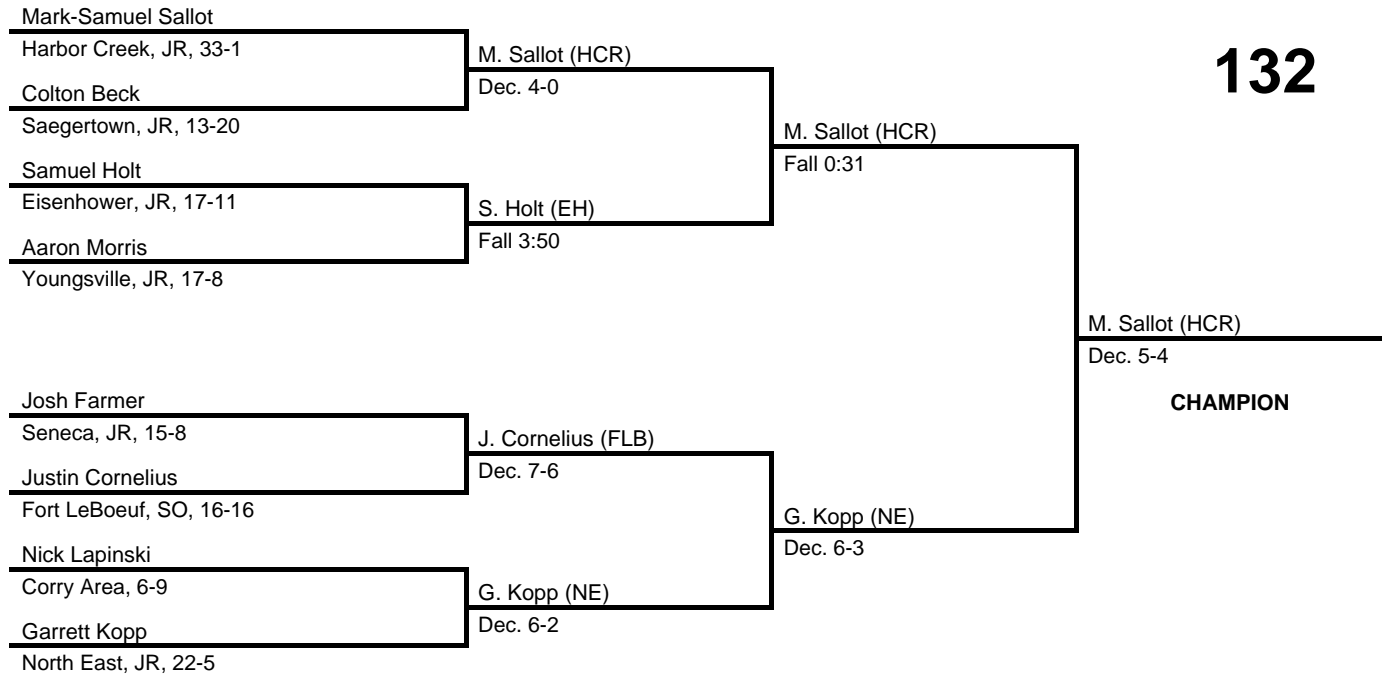 Mark-Samuel Sallot
Harbor Creek, JR, 33-1
M. Sallot (HCR)
Dec. 4-0
132
Colton Beck
Saegertown, JR, 13-20
M. Sallot (HCR)
Fall 0:31
Samuel Holt
Eisenhower, JR, 17-11
S. Holt (EH)
Fall 3:50
Aaron Morris
Youngsville, JR, 17-8
M. Sallot (HCR)
Dec. 5-4
CHAMPION
Josh Farmer
Seneca, JR, 15-8
J. Cornelius (FLB)
Dec. 7-6
Justin Cornelius
Fort LeBoeuf, SO, 16-16
G. Kopp (NE)
Dec. 6-3
Nick Lapinski
Corry Area, 6-9
G. Kopp (NE)
Dec. 6-2
Garrett Kopp
North East, JR, 22-5